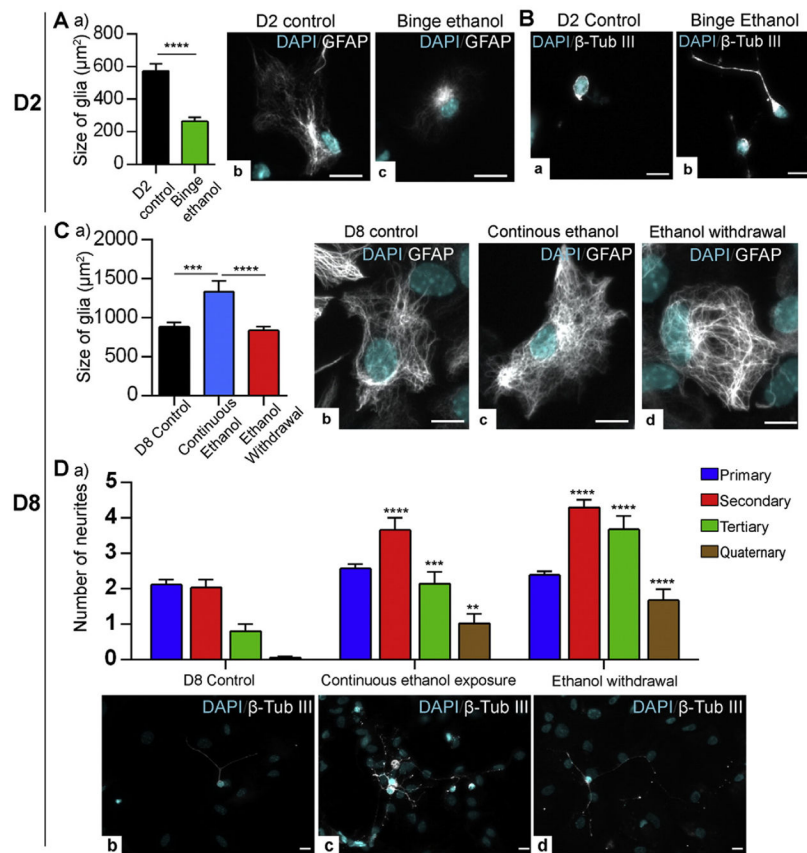 D2
A
a)
Size of glia (μm²)
800
600
400
200
0
****
D2 control
Binge ethanol
D2 control
DAPI/GFAP
b
Binge ethanol
DAPI/GFAP
c
B
D2 Control
DAPI/β-Tub III
a
Binge Ethanol
DAPI/β-Tub III
b
D8
C
a)
Size of glia (μm²)
2000
1500
1000
500
0
***
****
D8 Control
Continuous Ethanol
Ethanol Withdrawal
D8 control
DAPI GFAP
b
Continous ethanol
DAPI/GFAP
c
Ethanol withdrawal
DAPI/GFAP
d
D
a)
Number of neurites
5
4
3
2
1
0
****
***
**
****
****
****
Primary
Secondary
Tertiary
Quaternary
D8 Control
Continuous ethanol exposure
Ethanol withdrawal
DAPI/β-Tub III
b
DAPI/β-Tub III
c
DAPI/β-Tub III
d